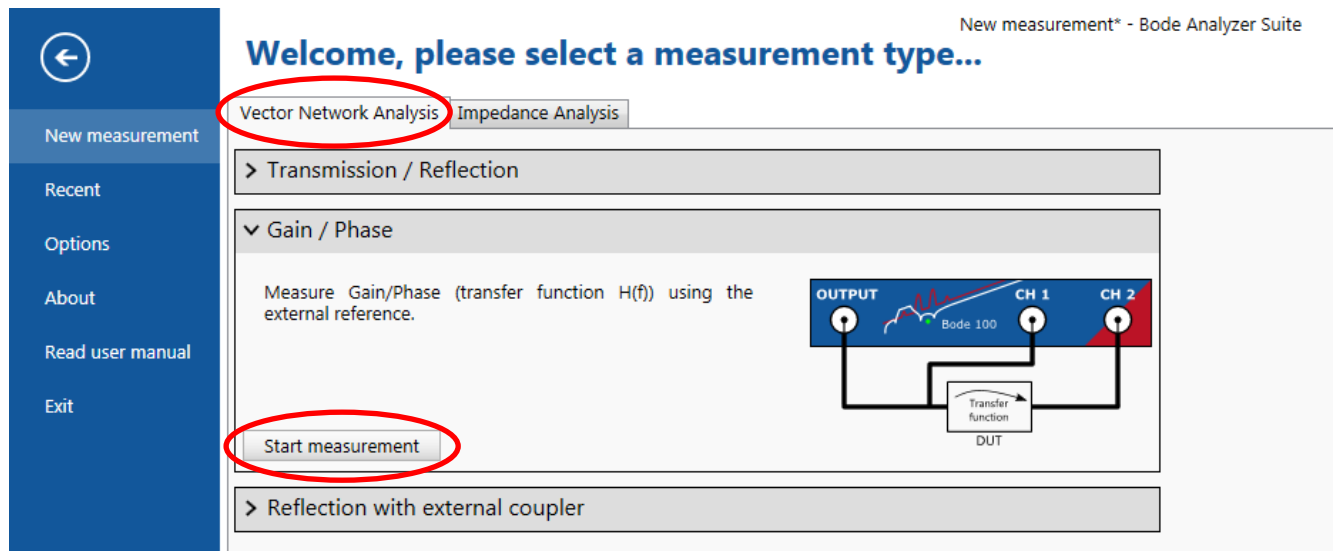 New measurement* - Bode Analyzer Suite
Welcome, please select a measurement type...
New measurement
Recent
Options
About
Read user manual
Exit
Vector Network Analysis
Impedance Analysis
Transmission / Reflection
Gain / Phase
Measure Gain/Phase (transfer function H(f)) using the
external reference.
OUTPUT
CH 1
CH 2
Bode 100
Transfer
function
DUT
Start measurement
Reflection with external coupler